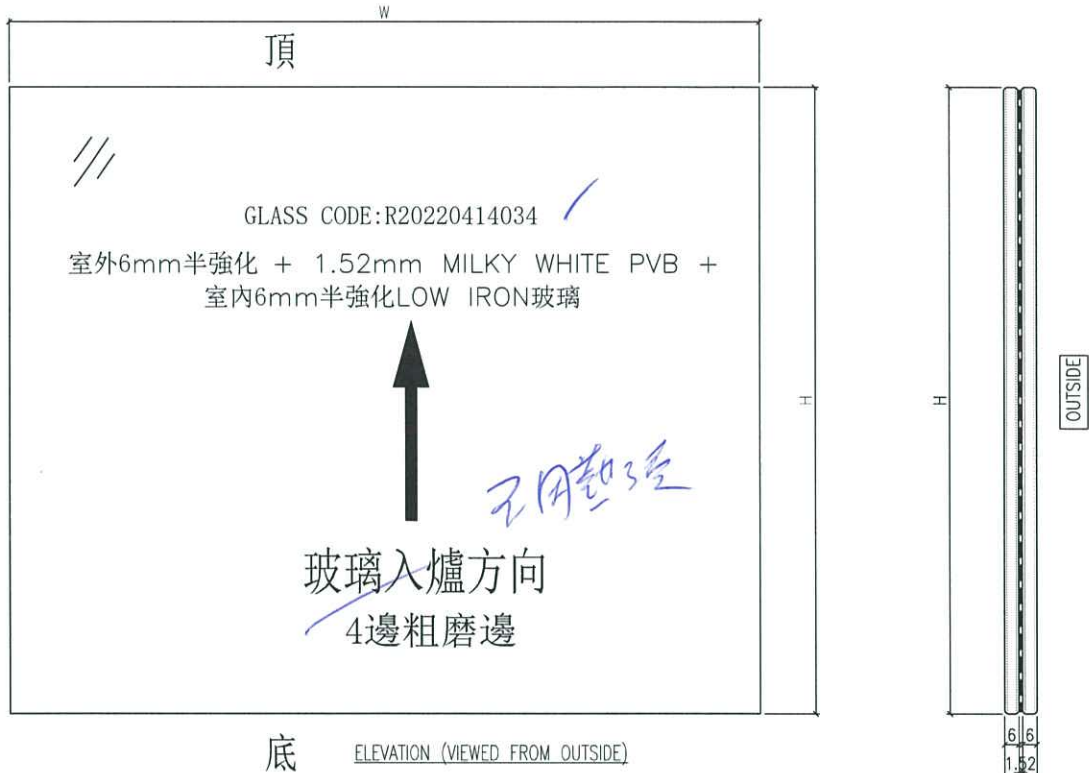 W
頂
GLASS CODE:R20220414034
室外6mm半強化 + 1.52mm MILKY WHITE PVB +
室內6mm半強化LOW IRON玻璃
H
H
OUTSIDE
玻璃入爐方向
4邊粗磨邊
底
ELEVATION (VIEWED FROM OUTSIDE)
6 6
1.52